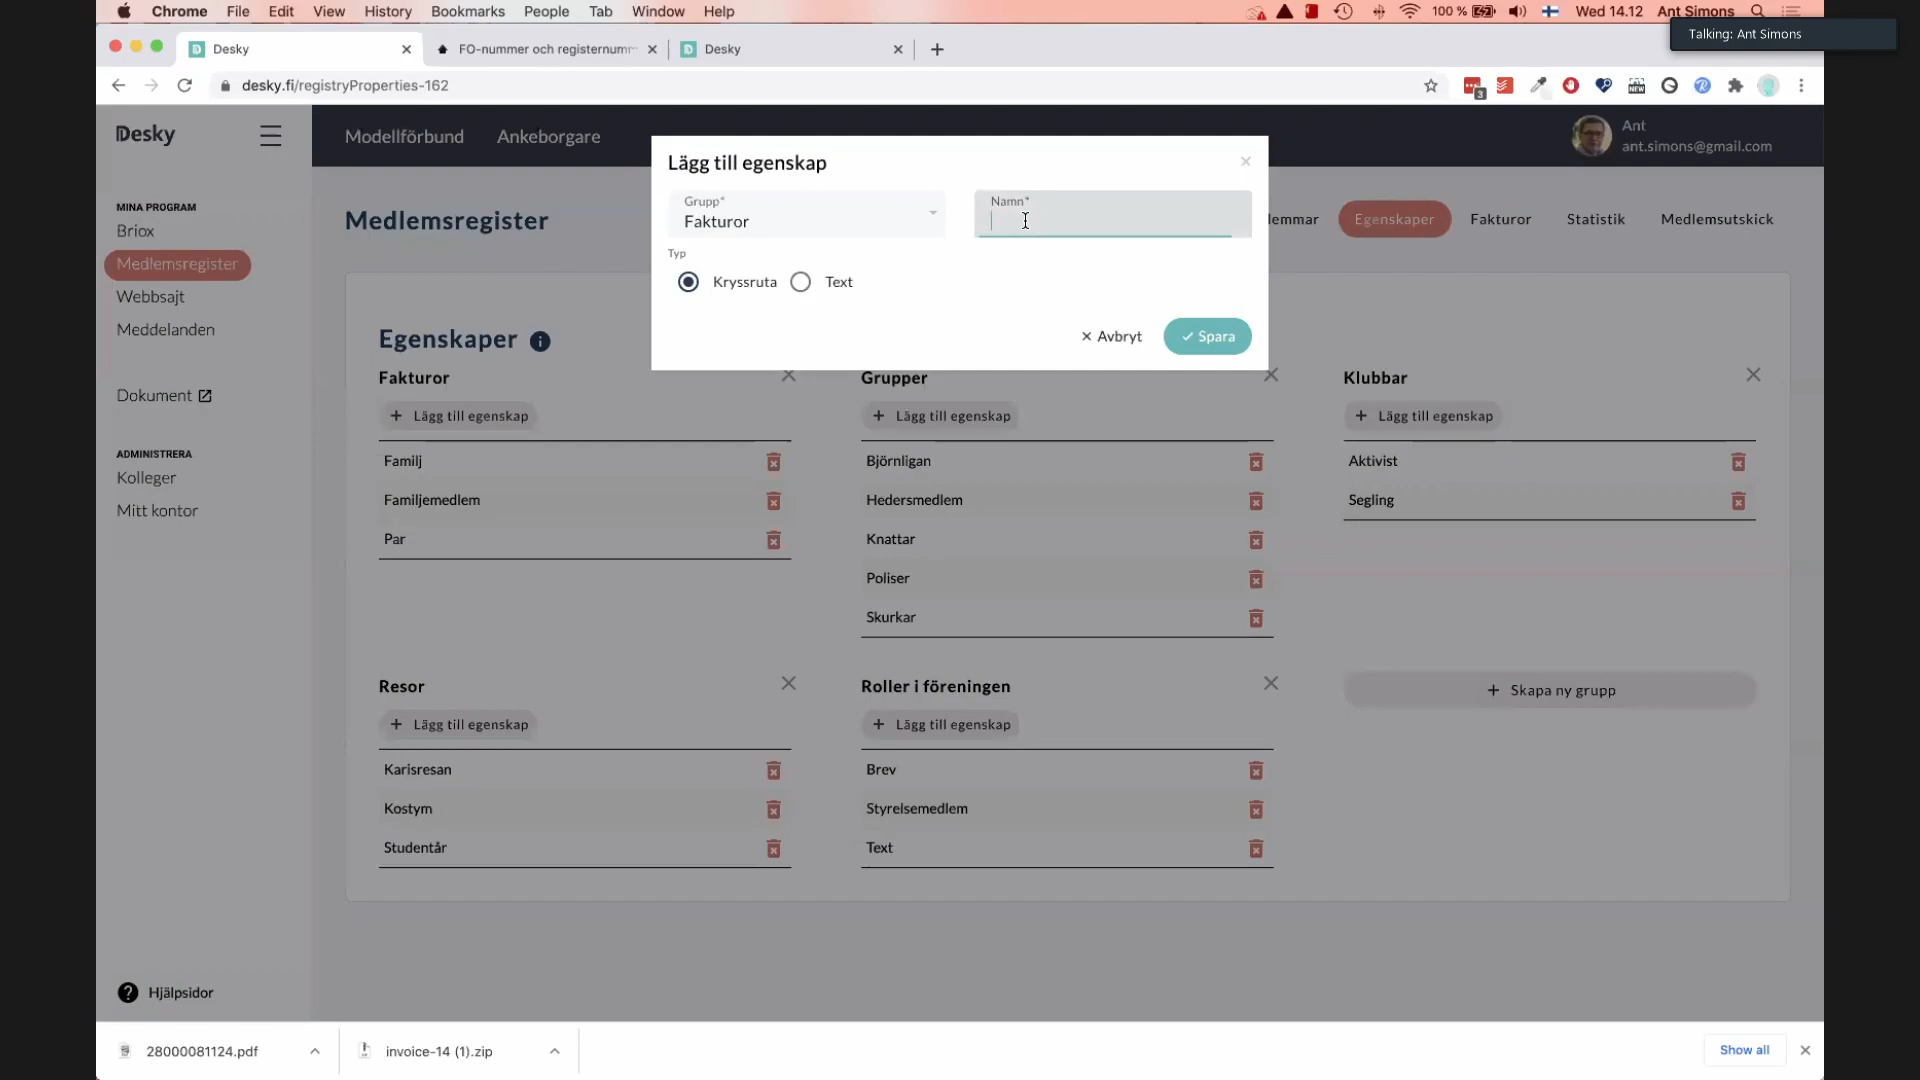 Chrome File Edit View History Bookmarks People Tab Window Help 100 % Wed 14.12 Ant Simons
Talking: Ant Simons
Desky FO-nummer och registernumm Desky
desky.fi/registryProperties-162
3
NEW
Desky
Modellförbund Ankeborgare
Ant
ant.simons@gmail.com
Lägg till egenskap
Grupp*
Fakturor
Namn*
Typ
Kryssruta Text
Avbryt Spara
MINA PROGRAM
Briox
Medlemsregister
Webbsajt
Meddelanden
Dokument
ADMINISTRERA
Kolleger
Mitt kontor
Hjälpsidor
Medlemsregister
lemmar Egenskaper Fakturor Statistik Medlemsutskick
Egenskaper
Fakturor
+ Lägg till egenskap
Familj
Familjemedlem
Par
Grupper
+ Lägg till egenskap
Björnligan
Hedersmedlem
Knattar
Poliser
Skurkar
Klubbar
+ Lägg till egenskap
Aktivist
Segling
Resor
+ Lägg till egenskap
Karisresan
Kostym
Studentår
Roller i föreningen
+ Lägg till egenskap
Brev
Styrelsemedlem
Text
+ Skapa ny grupp
28000081124.pdf invoice-14 (1).zip Show all